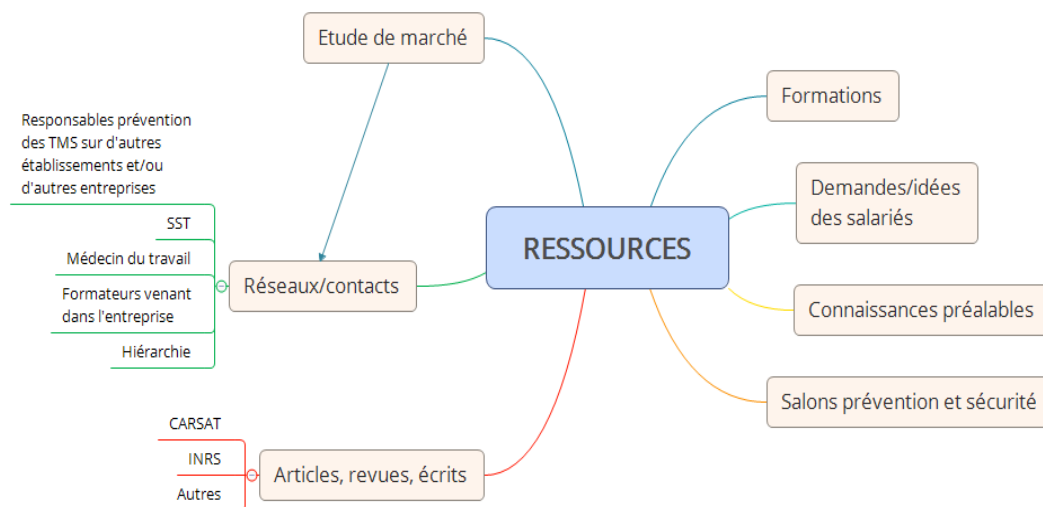 Etude de marché
Formations
Responsables prévention
des TMS sur d'autres
établissements et/ou
d'autres entreprises
Demandes/idées
des salariés
SST
RESSOURCES
Médecin du travail
Réseaux/contacts
Formateurs venant
dans l'entreprise
Connaissances préalables
Hiérarchie
Salons prévention et sécurité
CARSAT
INRS
Articles, revues, écrits
Autres